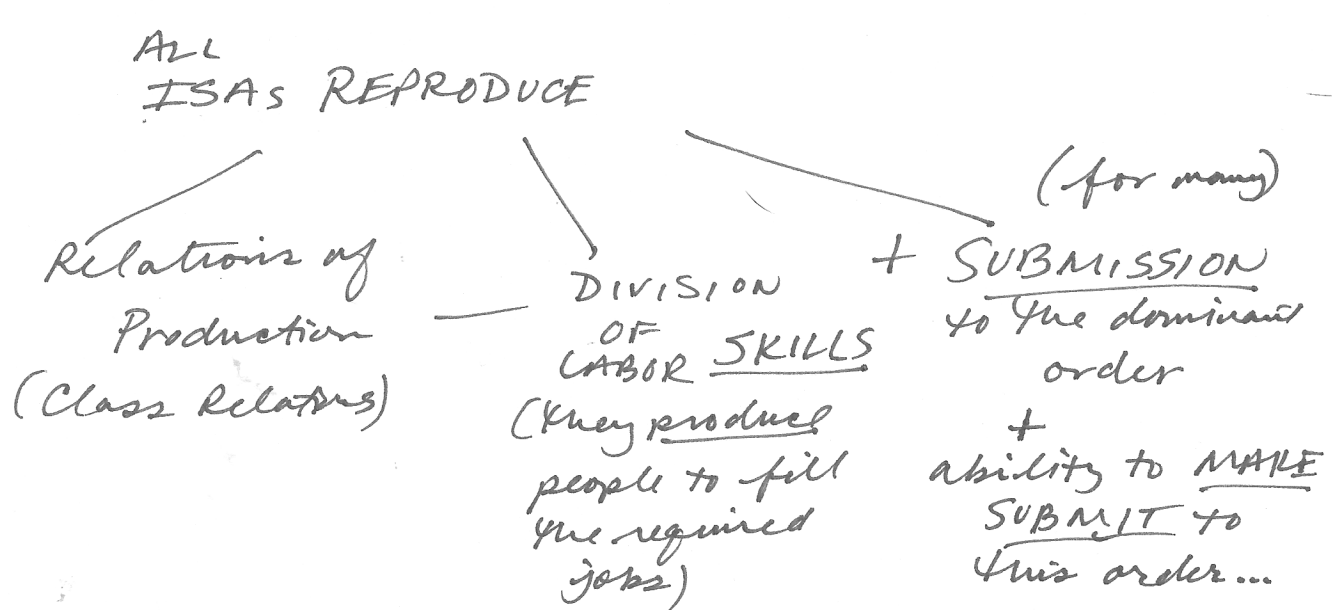 ALL
ISAs REPRODUCE
Relations of
Production
(Class Relations)
DIVISION
OF
LABOR SKILLS
(they produce
people to fill
the required
jobs)
(for many)
+ SUBMISSION
to the dominant
order
+
ability to MAKE
SUBMIT to
this order...